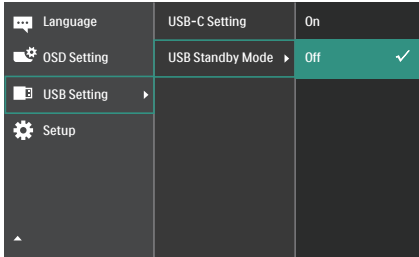 Language
OSD Setting
USB Setting
Setup
USB-C Setting
USB Standby Mode
On
Off